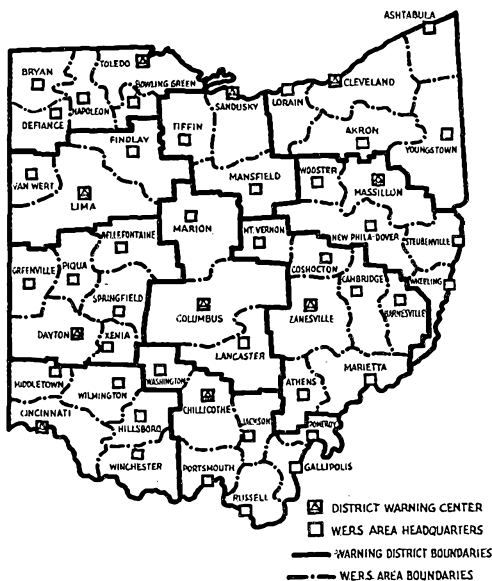 ASHTABULA
TOLEDO
BRYAN
BOWLING GREEN
CLEVELAND
NAPOLEON
SANDUSKY
LORAIN
DEFIANCE
FINDLAY
TIFFIN
AKRON
YOUNGSTOWN
VAN WERT
MANSFIELD
WOOSTER
MASSILLON
LIMA
MARION
BELLEFONTAINE
MT. VERNON
NEW PHILA-DOVER
STEUBENVILLE
COSHOCTON
GREENVILLE
PIQUA
CAMBRIDGE
WHEELING
SPRINGFIELD
COLUMBUS
ZANESVILLE
BARNESVILLE
DAYTON
XENIA
LANCASTER
MARIETTA
MIDDLETOWN
WASHINGTON
WILMINGTON
ATHENS
CHILLICOTHE
CINCINNATI
HILLSBORO
JACKSON
POMEROY
WINCHESTER
PORTSMOUTH
GALLIPOLIS
RUSSELL
DISTRICT WARNING CENTER
W.E.R.S. AREA HEADQUARTERS
WARNING DISTRICT BOUNDARIES
W.E.R.S. AREA BOUNDARIES